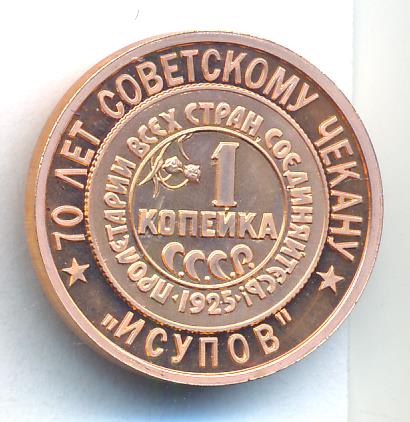 ★ 70 ЛЕТ СОВЕТСКОМУ ЧЕКАНУ ★
"ИСУПОВ"
ПРОЛЕТАРИИ ВСЕХ СТРАН, СОЕДИНЯЙТЕСЬ!
1
КОПЕЙКА
С.С.С.Р.
·1925·